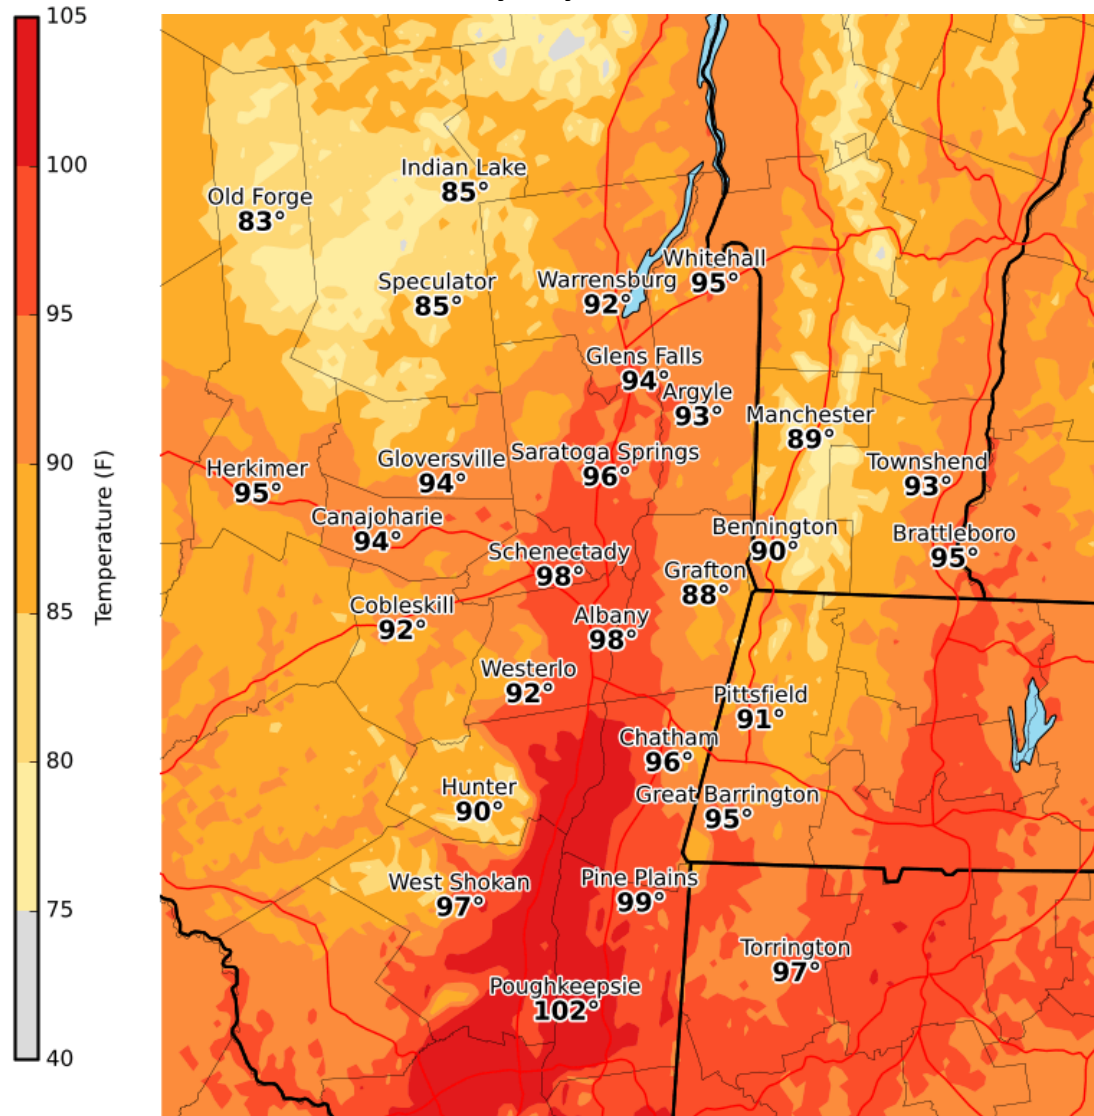 105
100
95
90
85
80
75
40
Temperature (F)
Indian Lake
85°
Old Forge
83°
Whitehall
95°
Speculator
85°
Warrensburg
92°
Glens Falls
94°
Argyle
93°
Manchester
89°
Saratoga Springs
96°
Gloversville
94°
Herkimer
95°
Townshend
93°
Canajoharie
94°
Bennington
90°
Brattleboro
95°
Schenectady
98°
Grafton
88°
Cobleskill
92°
Albany
98°
Westerlo
92°
Pittsfield
91°
Chatham
96°
Hunter
90°
Great Barrington
95°
West Shokan
97°
Pine Plains
99°
Torrington
97°
Poughkeepsie
102°